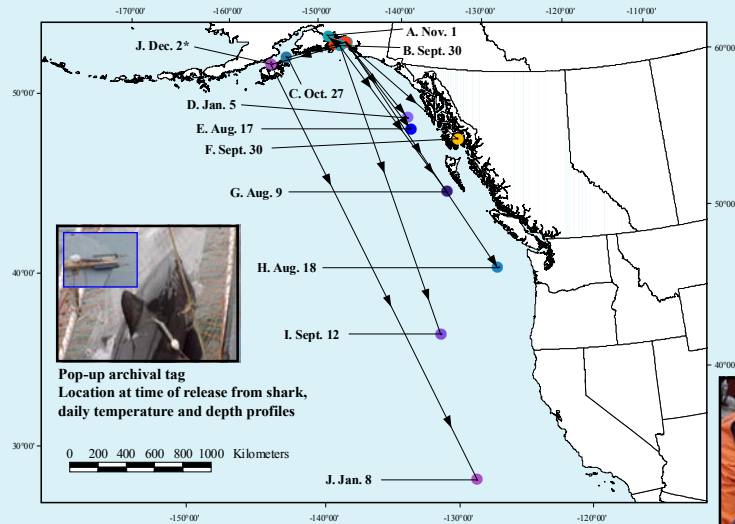 -170°00' -160°00' -150°00' -140°00' -130°00' -120°00' -110°00'
A. Nov. 1
J. Dec. 2*
B. Sept. 30
60°00'
C. Oct. 27
50°00'
D. Jan. 5
E. Aug. 17
F. Sept. 30
G. Aug. 9
50°00'
H. Aug. 18
40°00'
I. Sept. 12
40°00'
Pop-up archival tag
Location at time of release from shark,
daily temperature and depth profiles
30°00'
0 200 400 600 800 1000 Kilometers
J. Jan. 8
-150°00' -140°00' -130°00' -120°00'